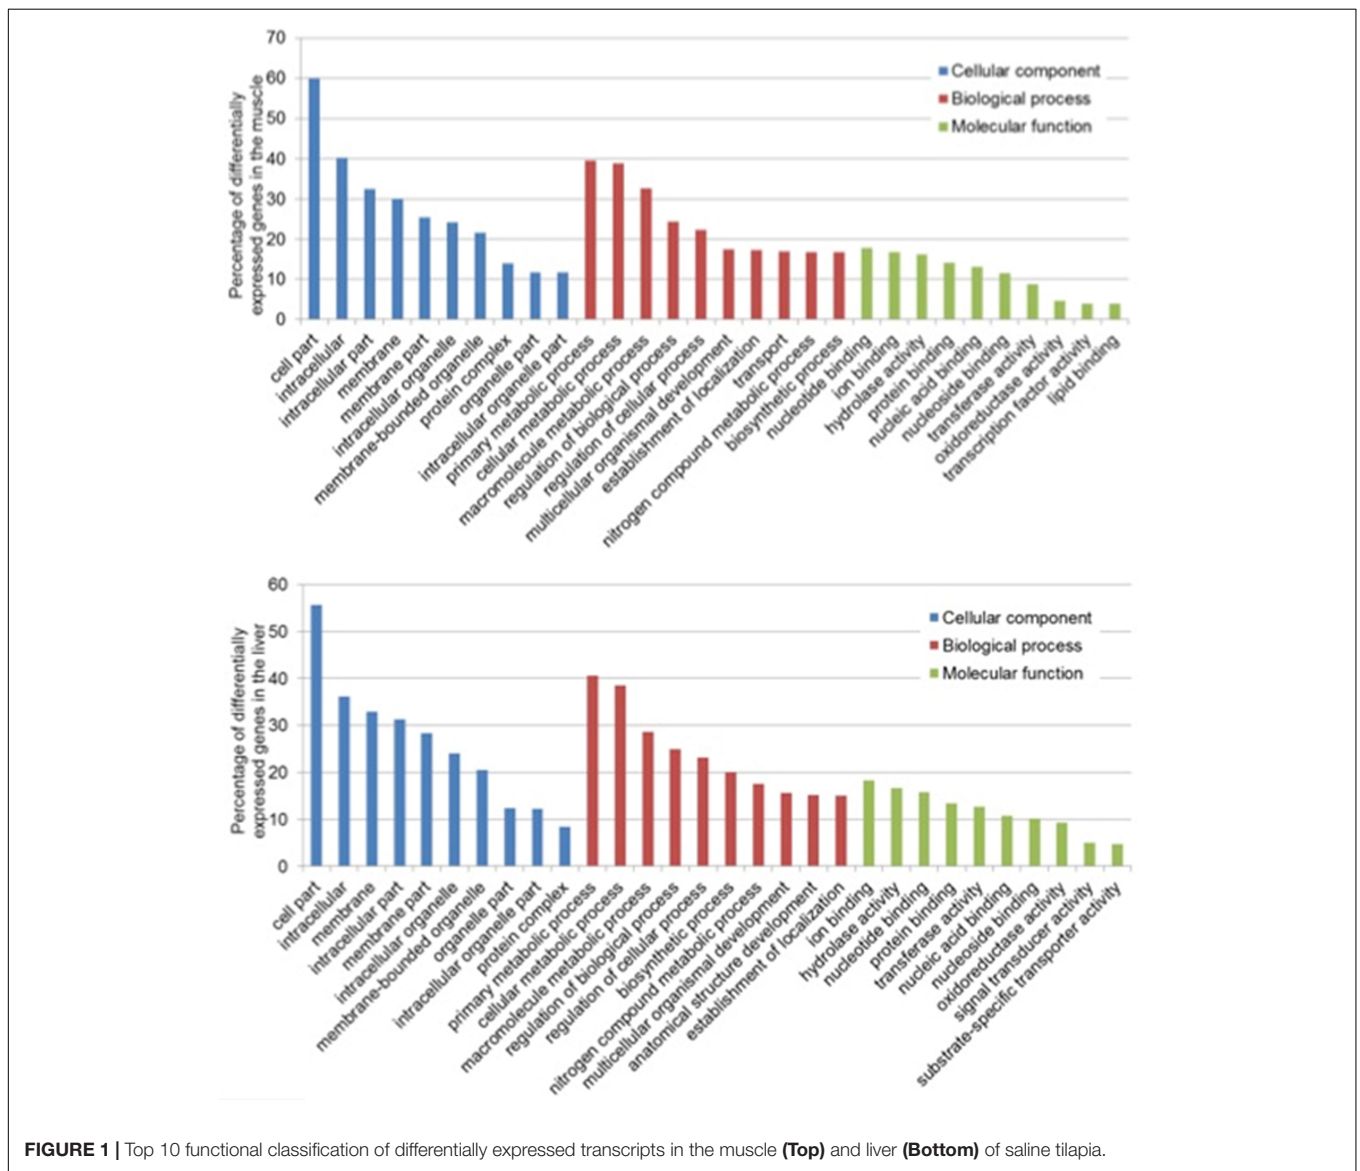 70
60
50
40
30
20
10
0
Percentage of differentially
expressed genes in the muscle
Cellular component
Biological process
Molecular function
cell part
intracellular
intracellular part
membrane
membrane part
intracellular organelle
membrane-bounded organelle
protein complex
organelle part
intracellular organelle part
primary metabolic process
cellular metabolic process
macromolecule metabolic process
regulation of biological process
regulation of cellular process
multicellular organismal development
establishment of localization
transport
nitrogen compound metabolic process
biosynthetic process
nucleotide binding
ion binding
hydrolase activity
protein binding
nucleic acid binding
nucleoside binding
transferase activity
oxidoreductase activity
transcription factor activity
lipid binding
60
50
40
30
20
10
0
Percentage of differentially
expressed genes in the liver
Cellular component
Biological process
Molecular function
cell part
intracellular
membrane
intracellular part
membrane part
intracellular organelle
membrane-bounded organelle
organelle part
intracellular organelle part
protein complex
primary metabolic process
cellular metabolic process
macromolecule metabolic process
regulation of biological process
regulation of cellular process
biosynthetic process
nitrogen compound metabolic process
multicellular organismal development
anatomical structure development
establishment of localization
ion binding
hydrolase activity
nucleotide binding
protein binding
transferase activity
nucleic acid binding
nucleoside binding
oxidoreductase activity
signal transducer activity
substrate-specific transporter activity
FIGURE 1 | Top 10 functional classification of differentially expressed transcripts in the muscle (Top) and liver (Bottom) of saline tilapia.